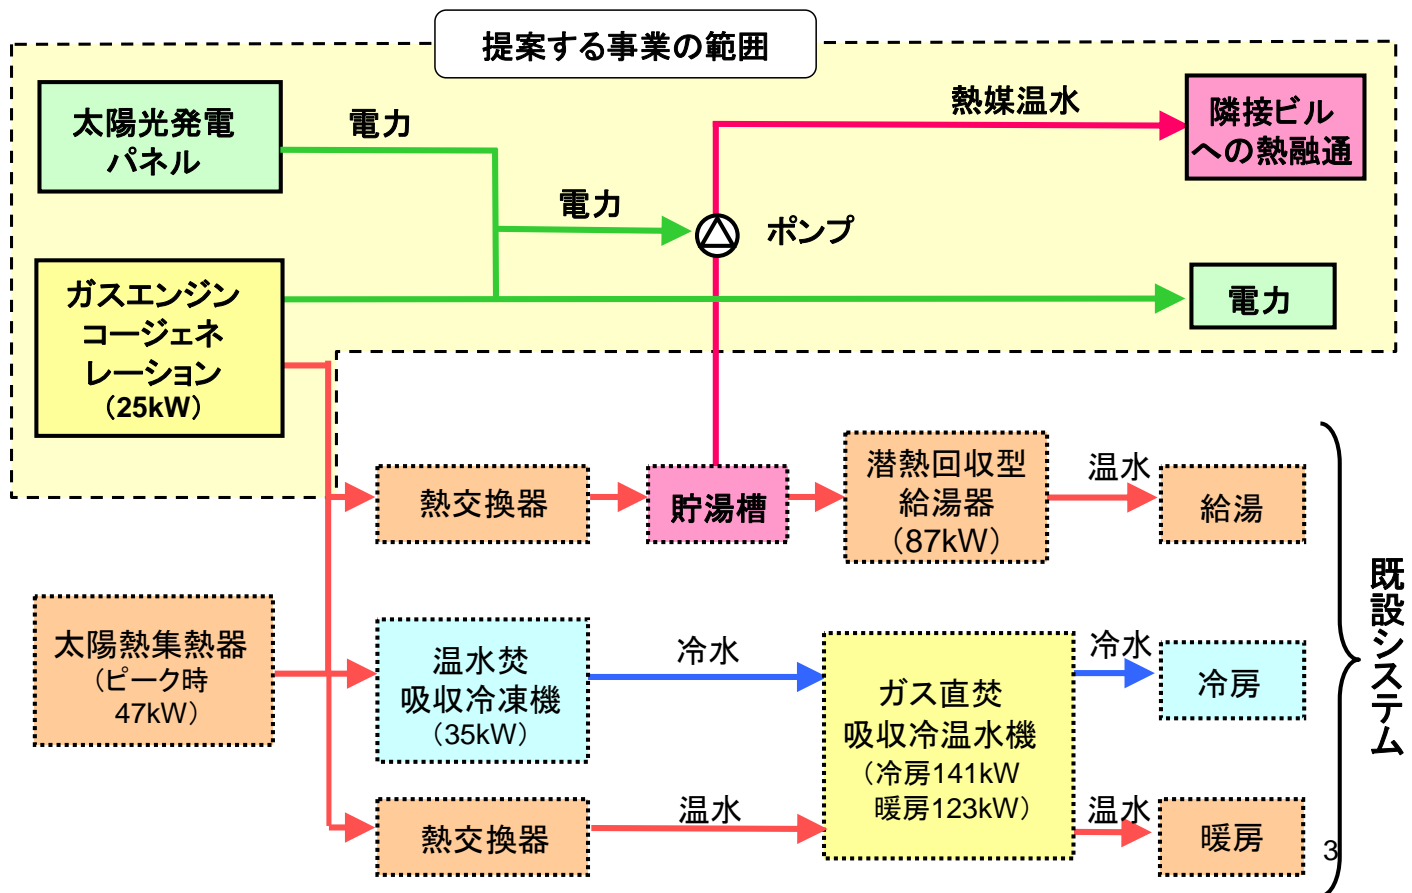 提案する事業の範囲
太陽光発電
パネル
電力
熱媒温水
隣接ビル
への熱融通
電力
ポンプ
ガスエンジン
コージェネ
レーション
（25kW）
電力
熱交換器
貯湯槽
潜熱回収型
給湯器
（87kW）
温水
給湯
太陽熱集熱器
（ピーク時
47kW）
温水焚
吸収冷凍機
（35kW）
冷水
ガス直焚
吸収冷温水機
（冷房141kW
暖房123kW）
冷水
冷房
熱交換器
温水
温水
暖房
既設システム
3